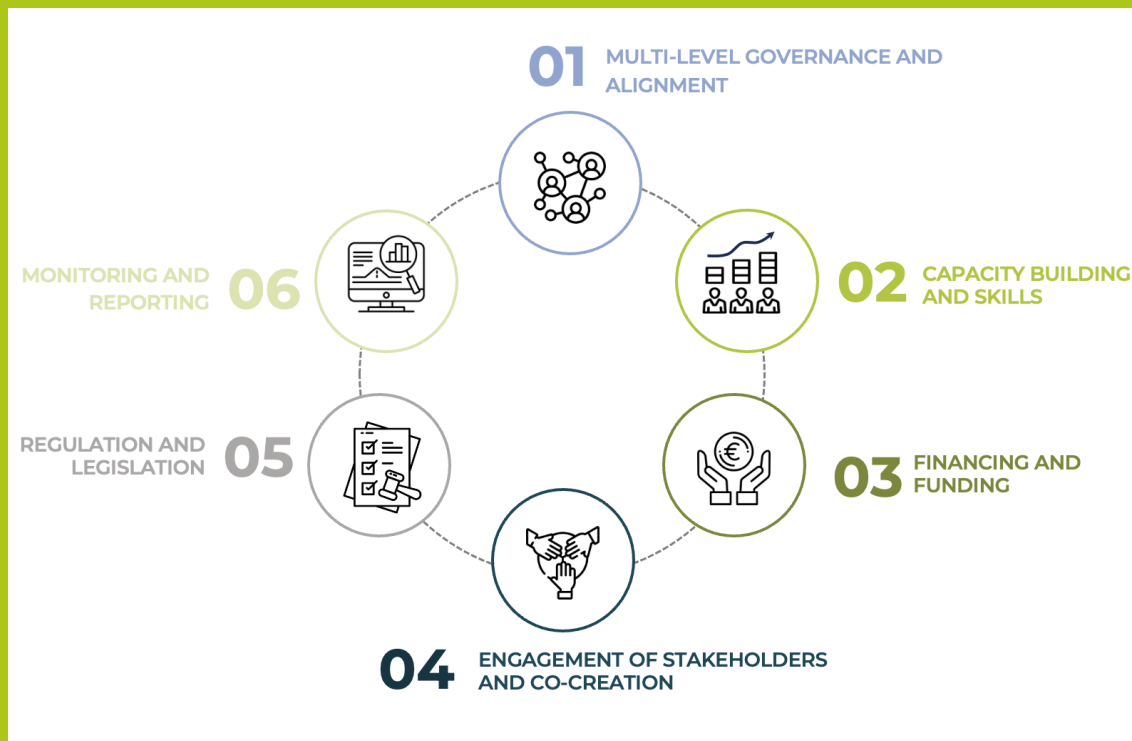 01
MULTI-LEVEL GOVERNANCE AND
ALIGNMENT
02
CAPACITY BUILDING
AND SKILLS
03
FINANCING AND
FUNDING
04
ENGAGEMENT OF STAKEHOLDERS
AND CO-CREATION
REGULATION AND
LEGISLATION
05
MONITORING AND
REPORTING
06
€